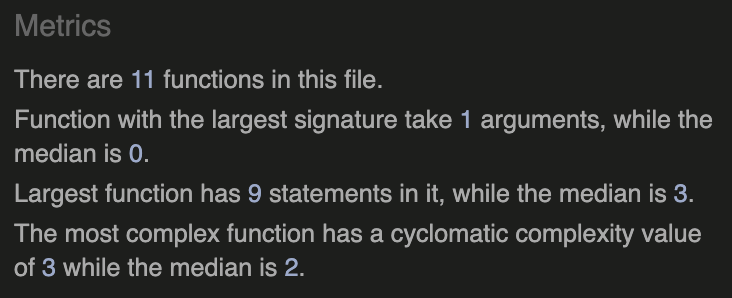 Metrics
There are 11 functions in this file.
Function with the largest signature take 1 arguments, while the
median is 0.
Largest function has 9 statements in it, while the median is 3.
The most complex function has a cyclomatic complexity value
of 3 while the median is 2.